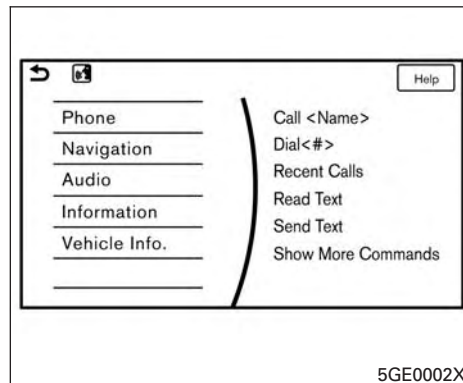 Help
Phone
Navigation
Audio
Information
Vehicle Info.
Call <Name>
Dial<#>
Recent Calls
Read Text
Send Text
Show More Commands
5GE0002X